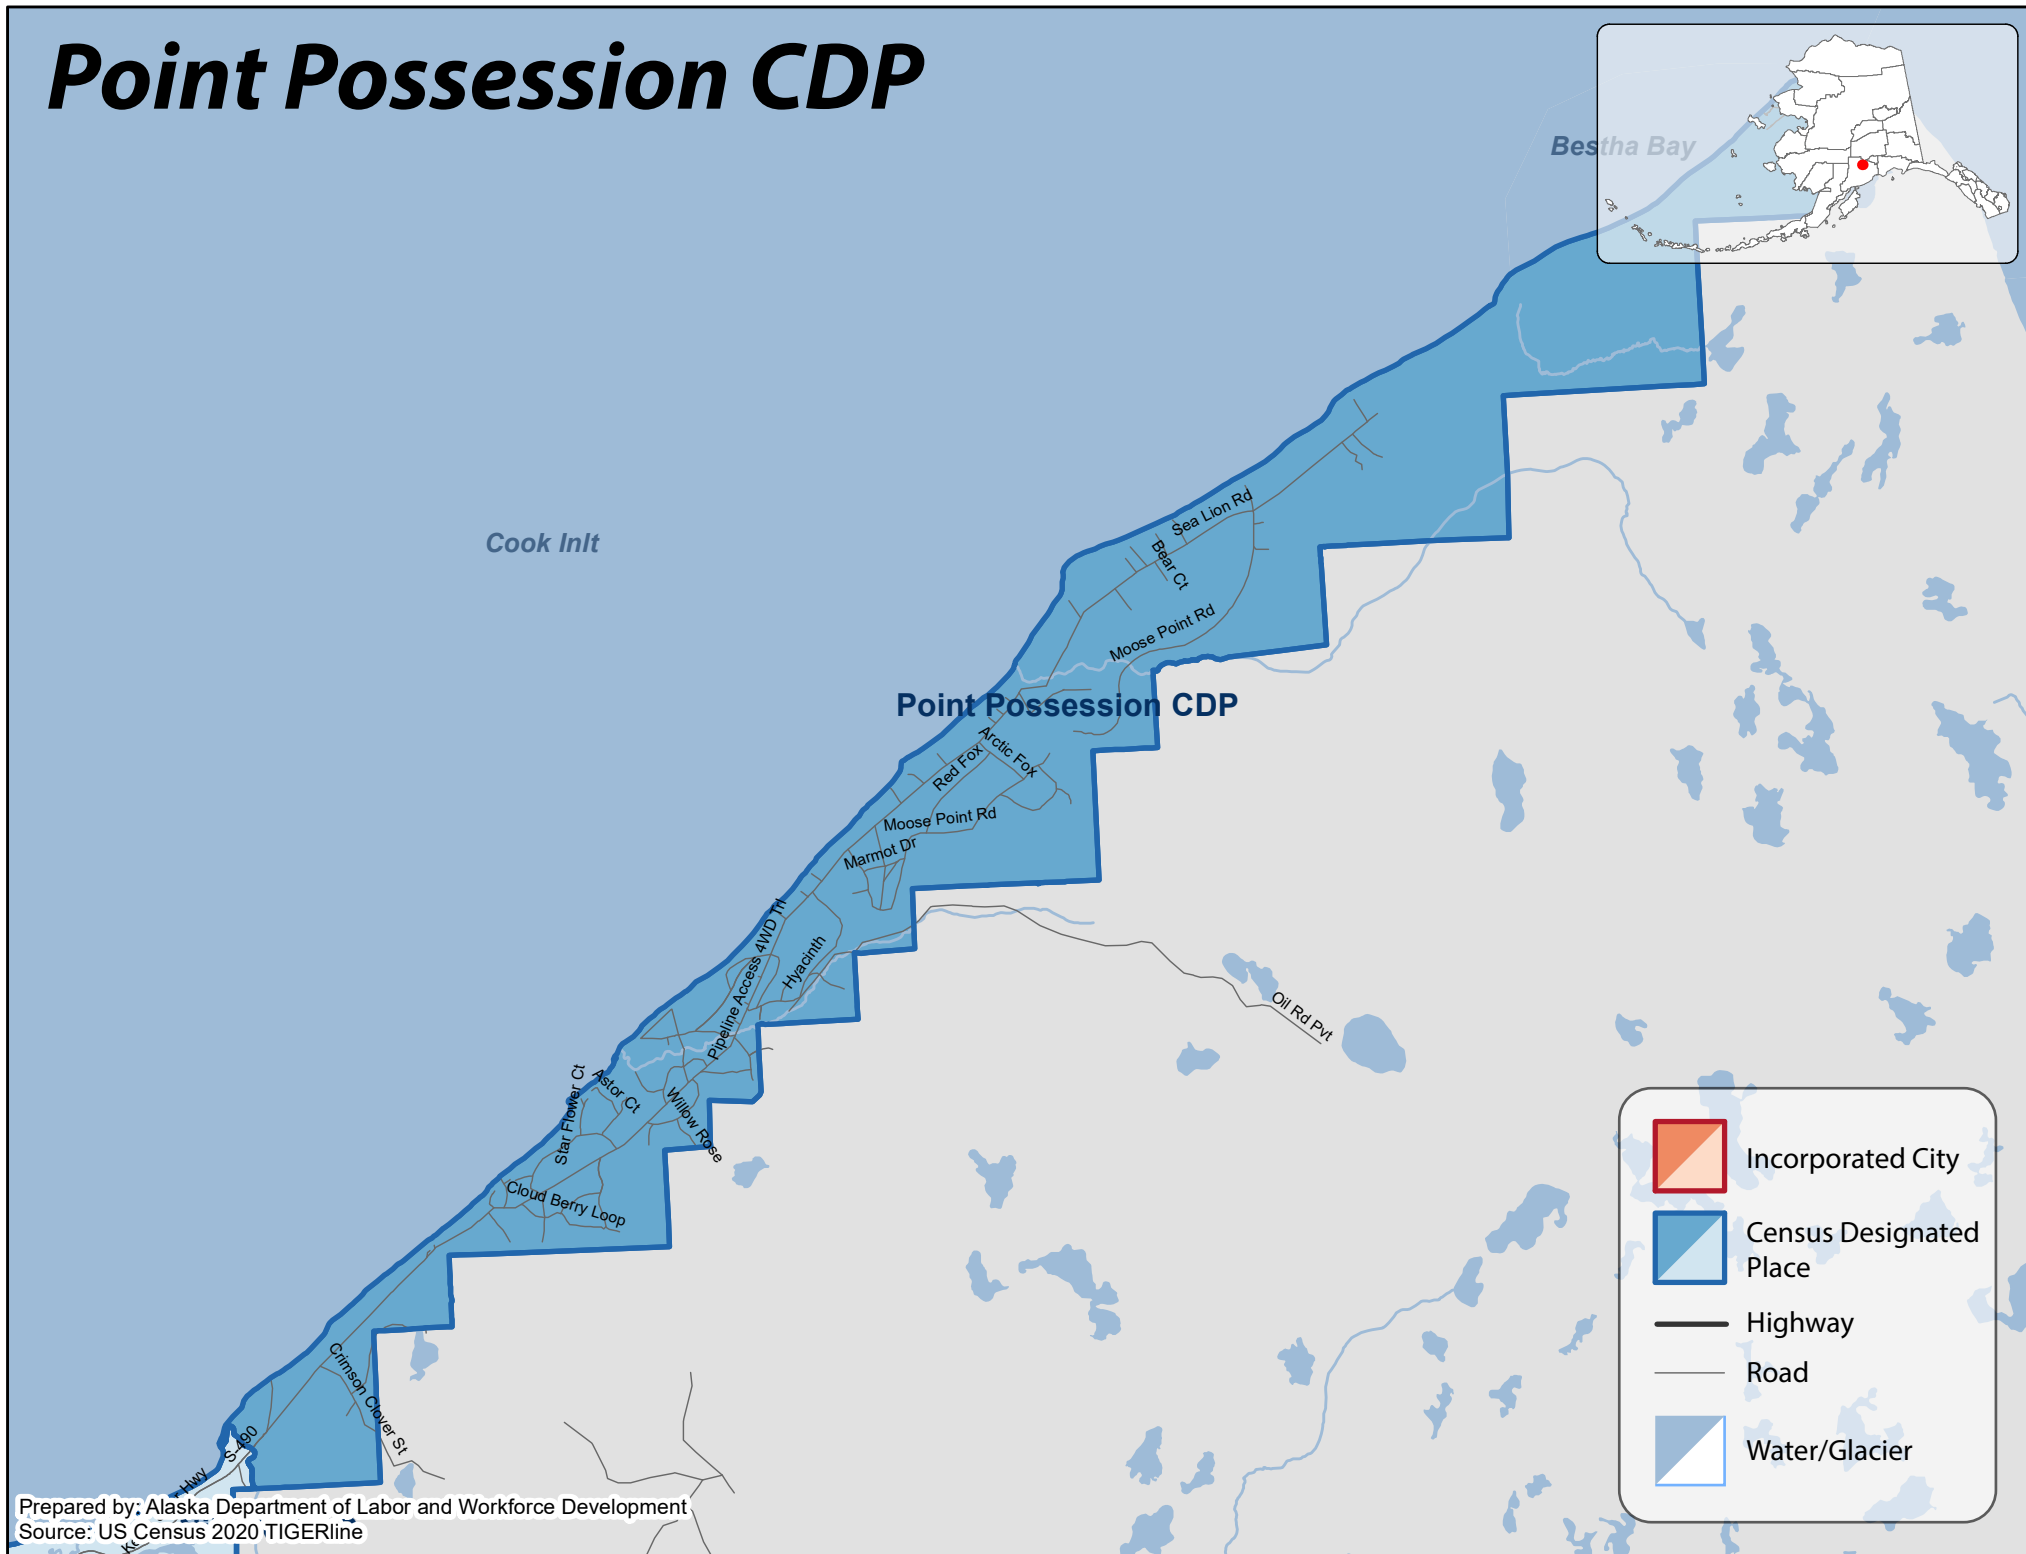 Point Possession CDP
Bestha Bay
Cook Inlt
Sea Lion Rd
Bear Ct
Moose Point Rd
Point Possession CDP
Arctic Fox
Red Fox
Moose Point Rd
Marmot Dr
Pipeline Access 4WD Trl
Hyacinth
Oil Rd Pvt
Astor Ct
Star Flower Ct
Willow Rose
Cloud Berry Loop
Crimson Clover St
S 490
Hwy
Incorporated City
Census Designated
Place
Highway
Road
Water/Glacier
Prepared by: Alaska Department of Labor and Workforce Development
Source: US Census 2020 TIGERline